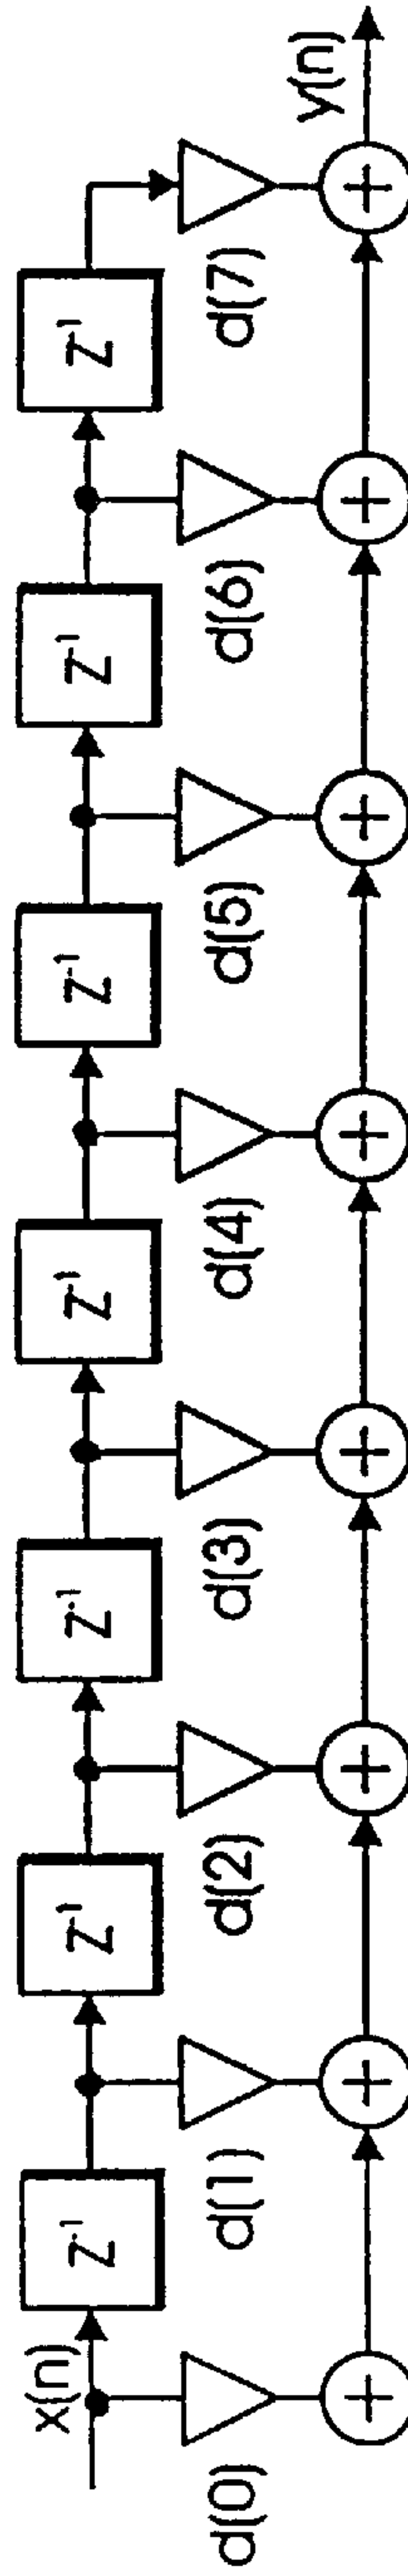 x(n)
Z⁻¹
Z⁻¹
Z⁻¹
Z⁻¹
Z⁻¹
Z⁻¹
Z⁻¹
d(0)
d(1)
d(2)
d(3)
d(4)
d(5)
d(6)
d(7)
y(n)
+
+
+
+
+
+
+
+